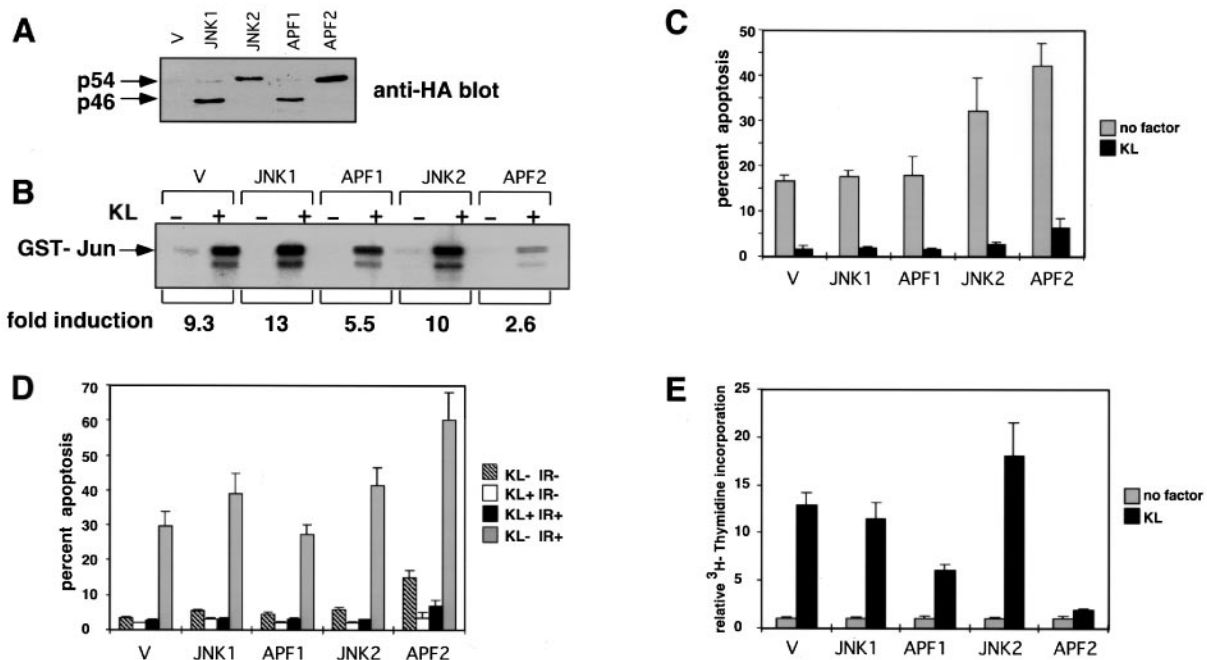 A
V
JNK1
JNK2
APF1
APF2
p54
p46
anti-HA blot
B
V JNK1 APF1 JNK2 APF2
KL − + − + − + − + − +
GST- Jun
fold induction 9.3 13 5.5 10 2.6
C
percent apoptosis
50
40
30
20
10
0
V JNK1 APF1 JNK2 APF2
no factor
KL
D
percent apoptosis
70
60
50
40
30
20
10
0
V JNK1 APF1 JNK2 APF2
KL- IR-
KL+ IR-
KL+ IR+
KL- IR+
E
relative ³H- Thymidine incorporation
25
20
15
10
5
0
V JNK1 APF1 JNK2 APF2
no factor
KL